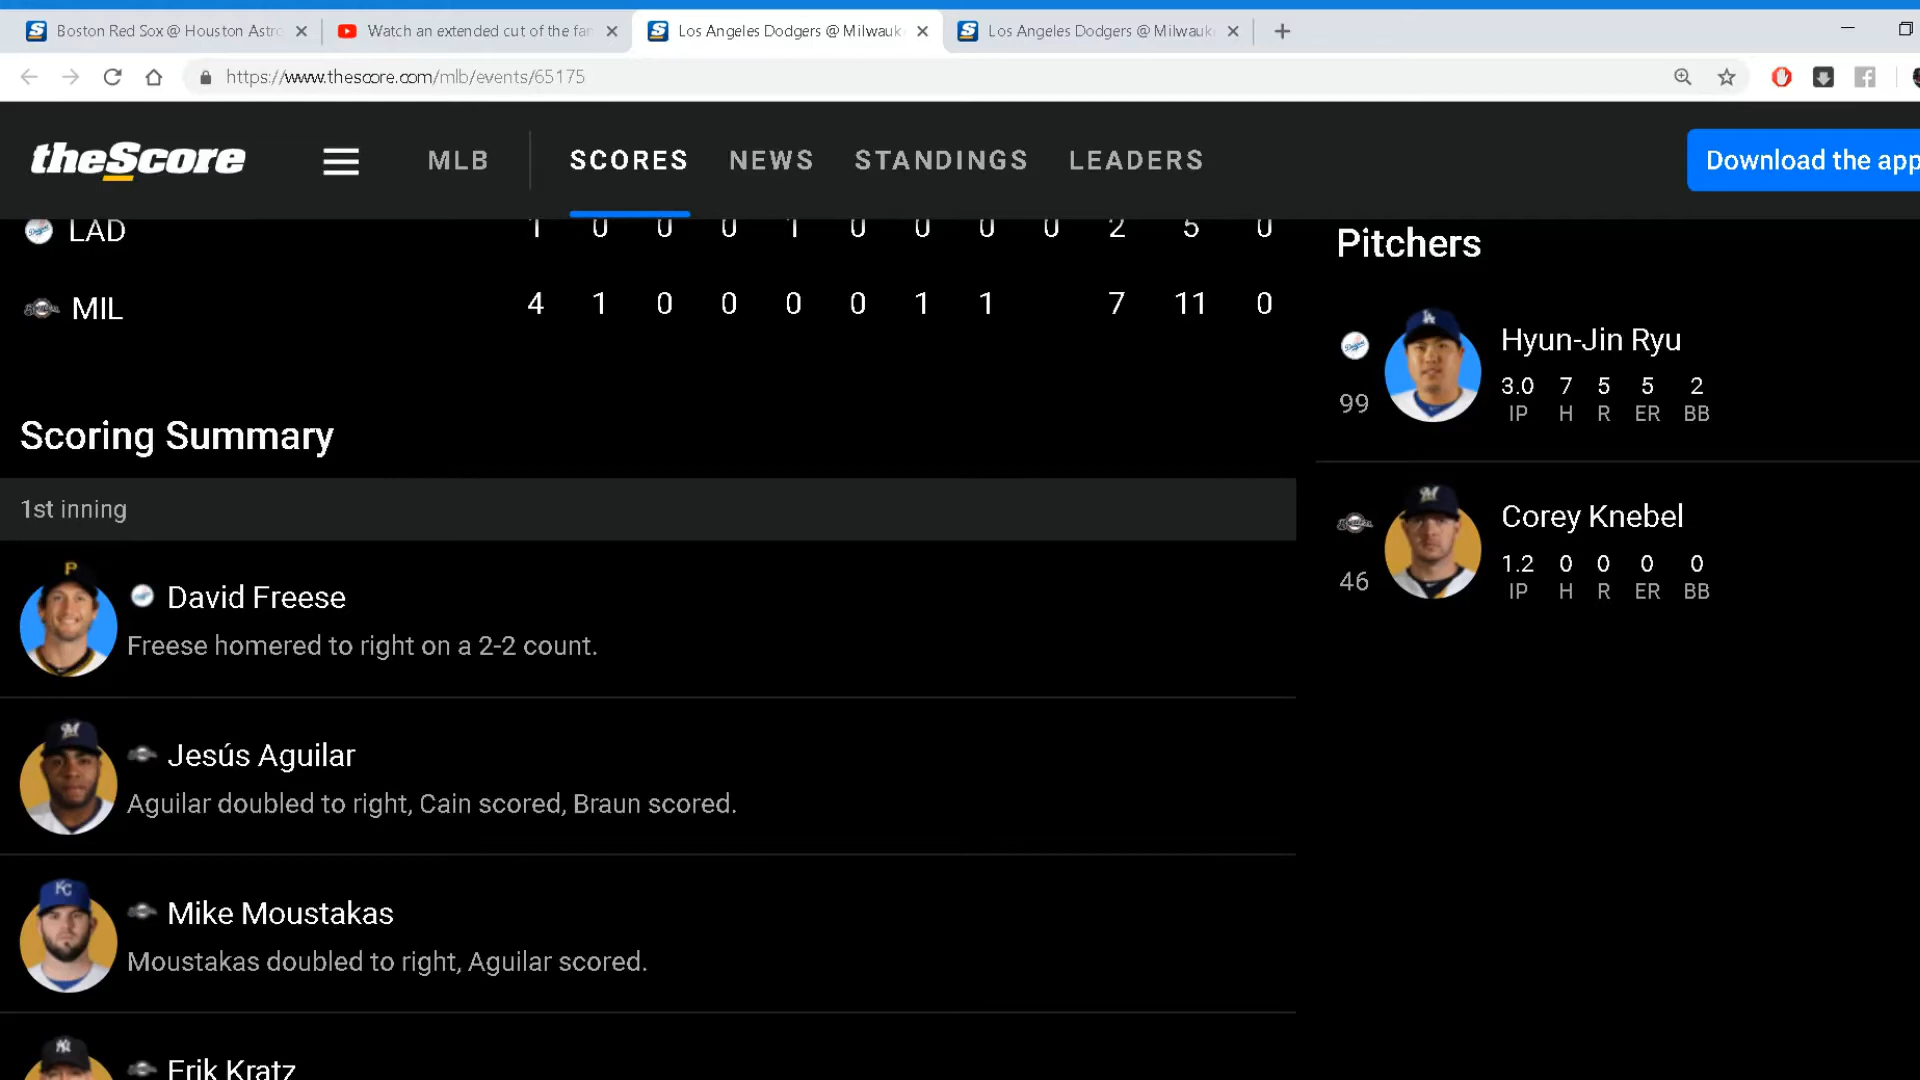 Boston Red Sox @ Houston Astro
Watch an extended cut of the fan
Los Angeles Dodgers @ Milwauk
Los Angeles Dodgers @ Milwauk
https://www.thescore.com/mlb/events/65175
theScore
MLB
SCORES
NEWS
STANDINGS
LEADERS
Download the app
LAD 1 0 0 0 1 0 0 0 0 2 5 0
MIL 4 1 0 0 0 0 1 1 7 11 0
Scoring Summary
1st inning
David Freese
Freese homered to right on a 2-2 count.
Jesús Aguilar
Aguilar doubled to right, Cain scored, Braun scored.
Mike Moustakas
Moustakas doubled to right, Aguilar scored.
Erik Kratz
Pitchers
Hyun-Jin Ryu
99
3.0 7 5 5 2
IP H R ER BB
Corey Knebel
46
1.2 0 0 0 0
IP H R ER BB